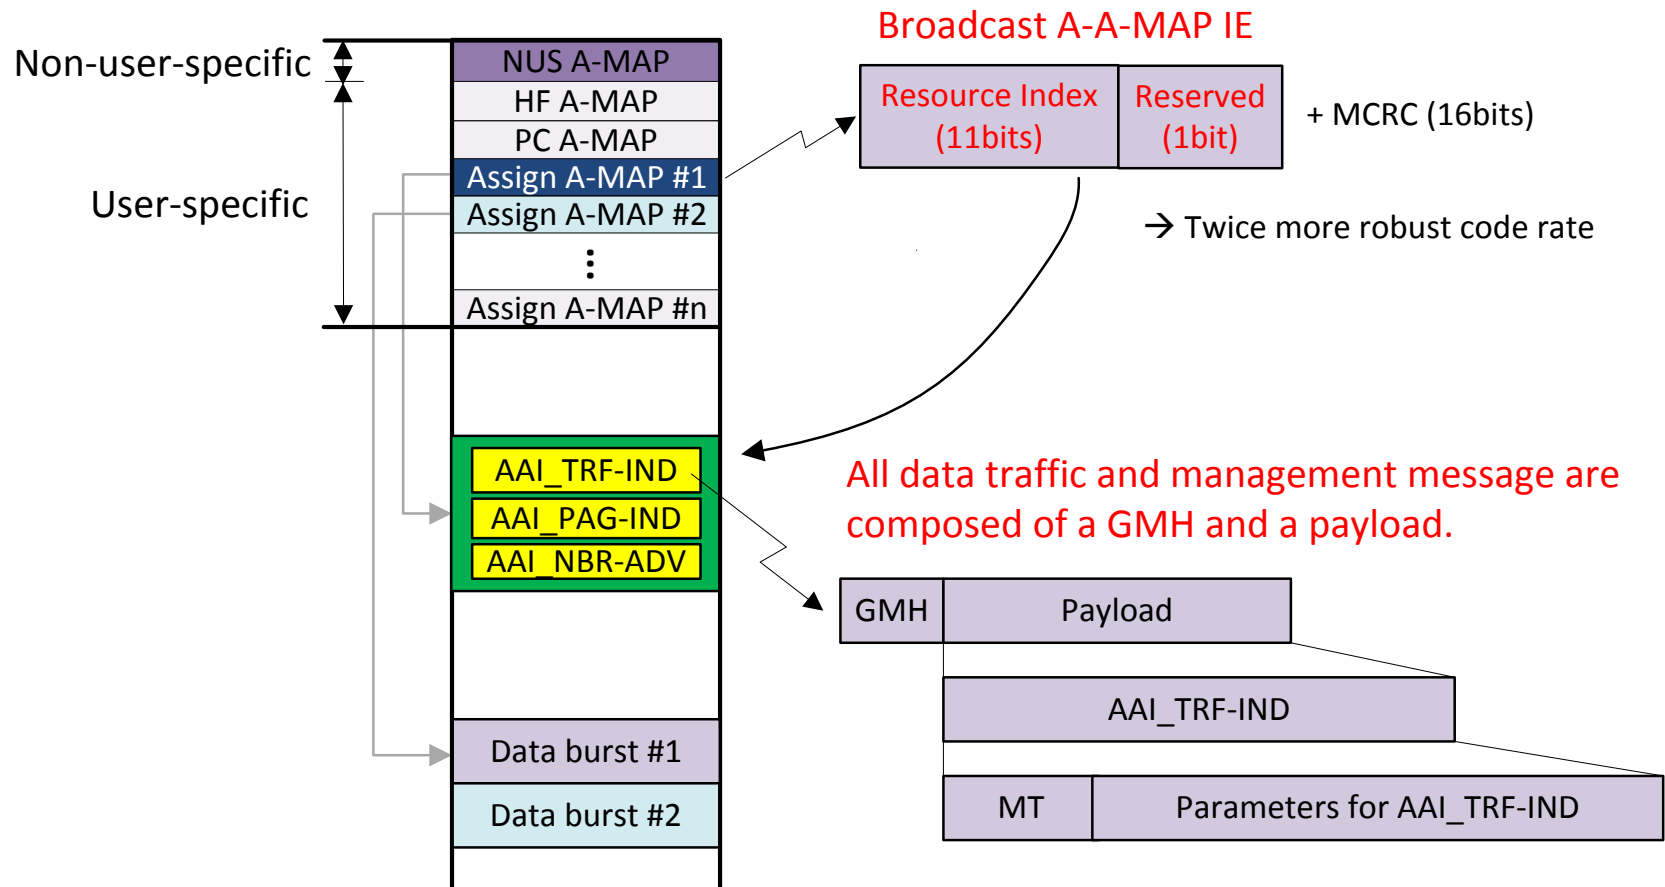 Broadcast A-A-MAP IE
Non-user-specific
NUS A-MAP
HF A-MAP
PC A-MAP
Assign A-MAP #1
Assign A-MAP #2
⋮
Assign A-MAP #n
User-specific
Resource Index
(11bits)
Reserved
(1bit)
+ MCRC (16bits)
→ Twice more robust code rate
AAI_TRF-IND
AAI_PAG-IND
AAI_NBR-ADV
All data traffic and management message are
composed of a GMH and a payload.
GMH
Payload
AAI_TRF-IND
MT
Parameters for AAI_TRF-IND
Data burst #1
Data burst #2